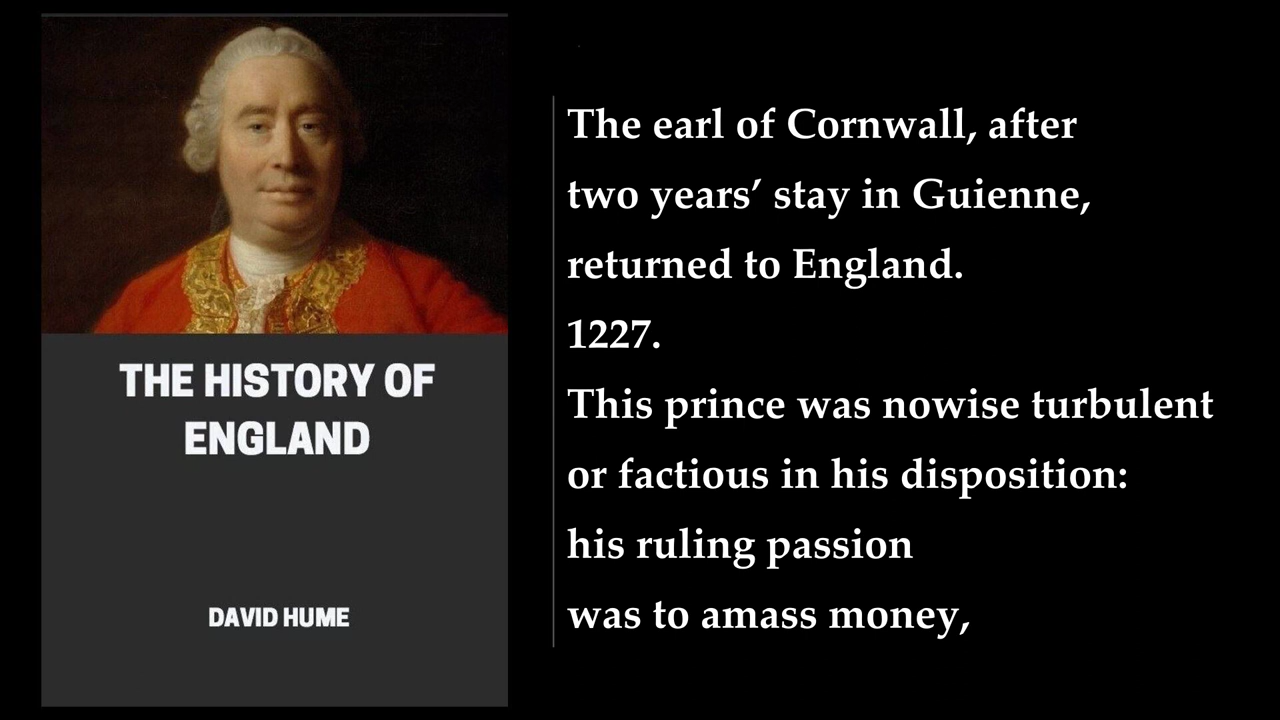 THE HISTORY OF
ENGLAND
DAVID HUME
The earl of Cornwall, after
two years’ stay in Guienne,
returned to England.
1227.
This prince was nowise turbulent
or factious in his disposition:
his ruling passion
was to amass money,